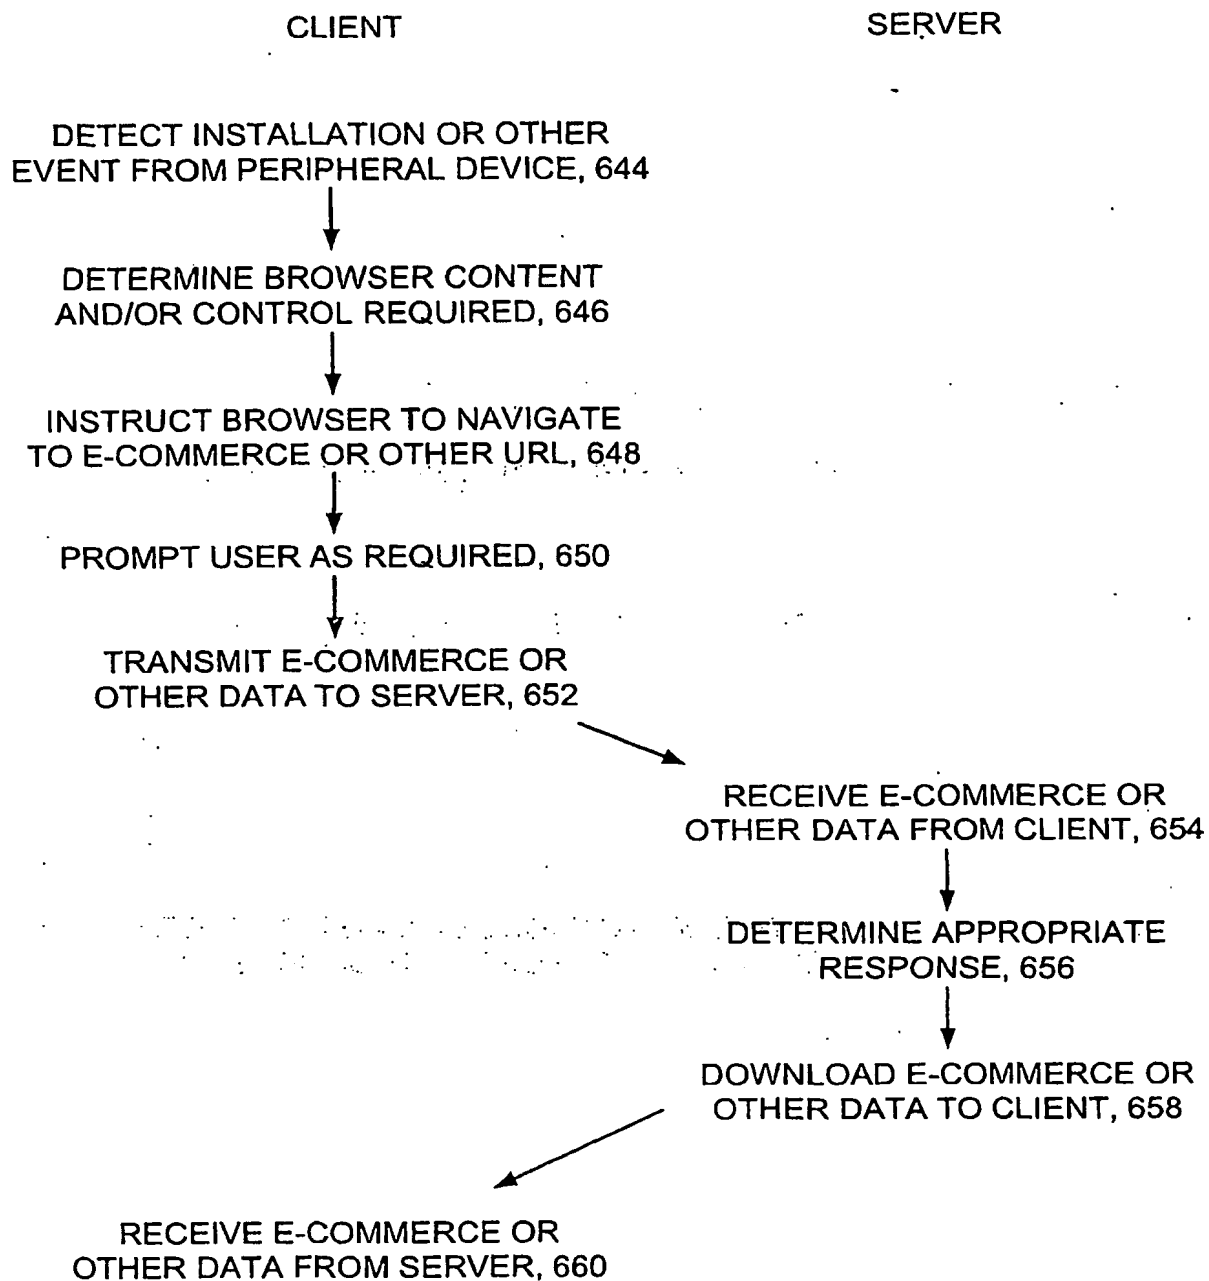 CLIENT
SERVER
DETECT INSTALLATION OR OTHER
EVENT FROM PERIPHERAL DEVICE, 644
DETERMINE BROWSER CONTENT
AND/OR CONTROL REQUIRED, 646
INSTRUCT BROWSER TO NAVIGATE
TO E-COMMERCE OR OTHER URL, 648
PROMPT USER AS REQUIRED, 650
TRANSMIT E-COMMERCE OR
OTHER DATA TO SERVER, 652
RECEIVE E-COMMERCE OR
OTHER DATA FROM CLIENT, 654
DETERMINE APPROPRIATE
RESPONSE, 656
DOWNLOAD E-COMMERCE OR
OTHER DATA TO CLIENT, 658
RECEIVE E-COMMERCE OR
OTHER DATA FROM SERVER, 660